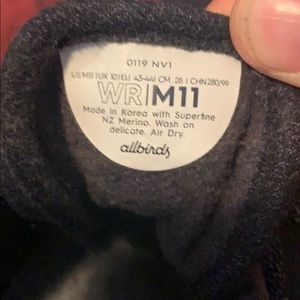 0119 NV1
US M11 | UK 10 | EU 43-44 | CM 28 | CHN 280/99
WR|M11
Made in Korea with Superfine
NZ Merino. Wash on
delicate. Air Dry.
allbirds